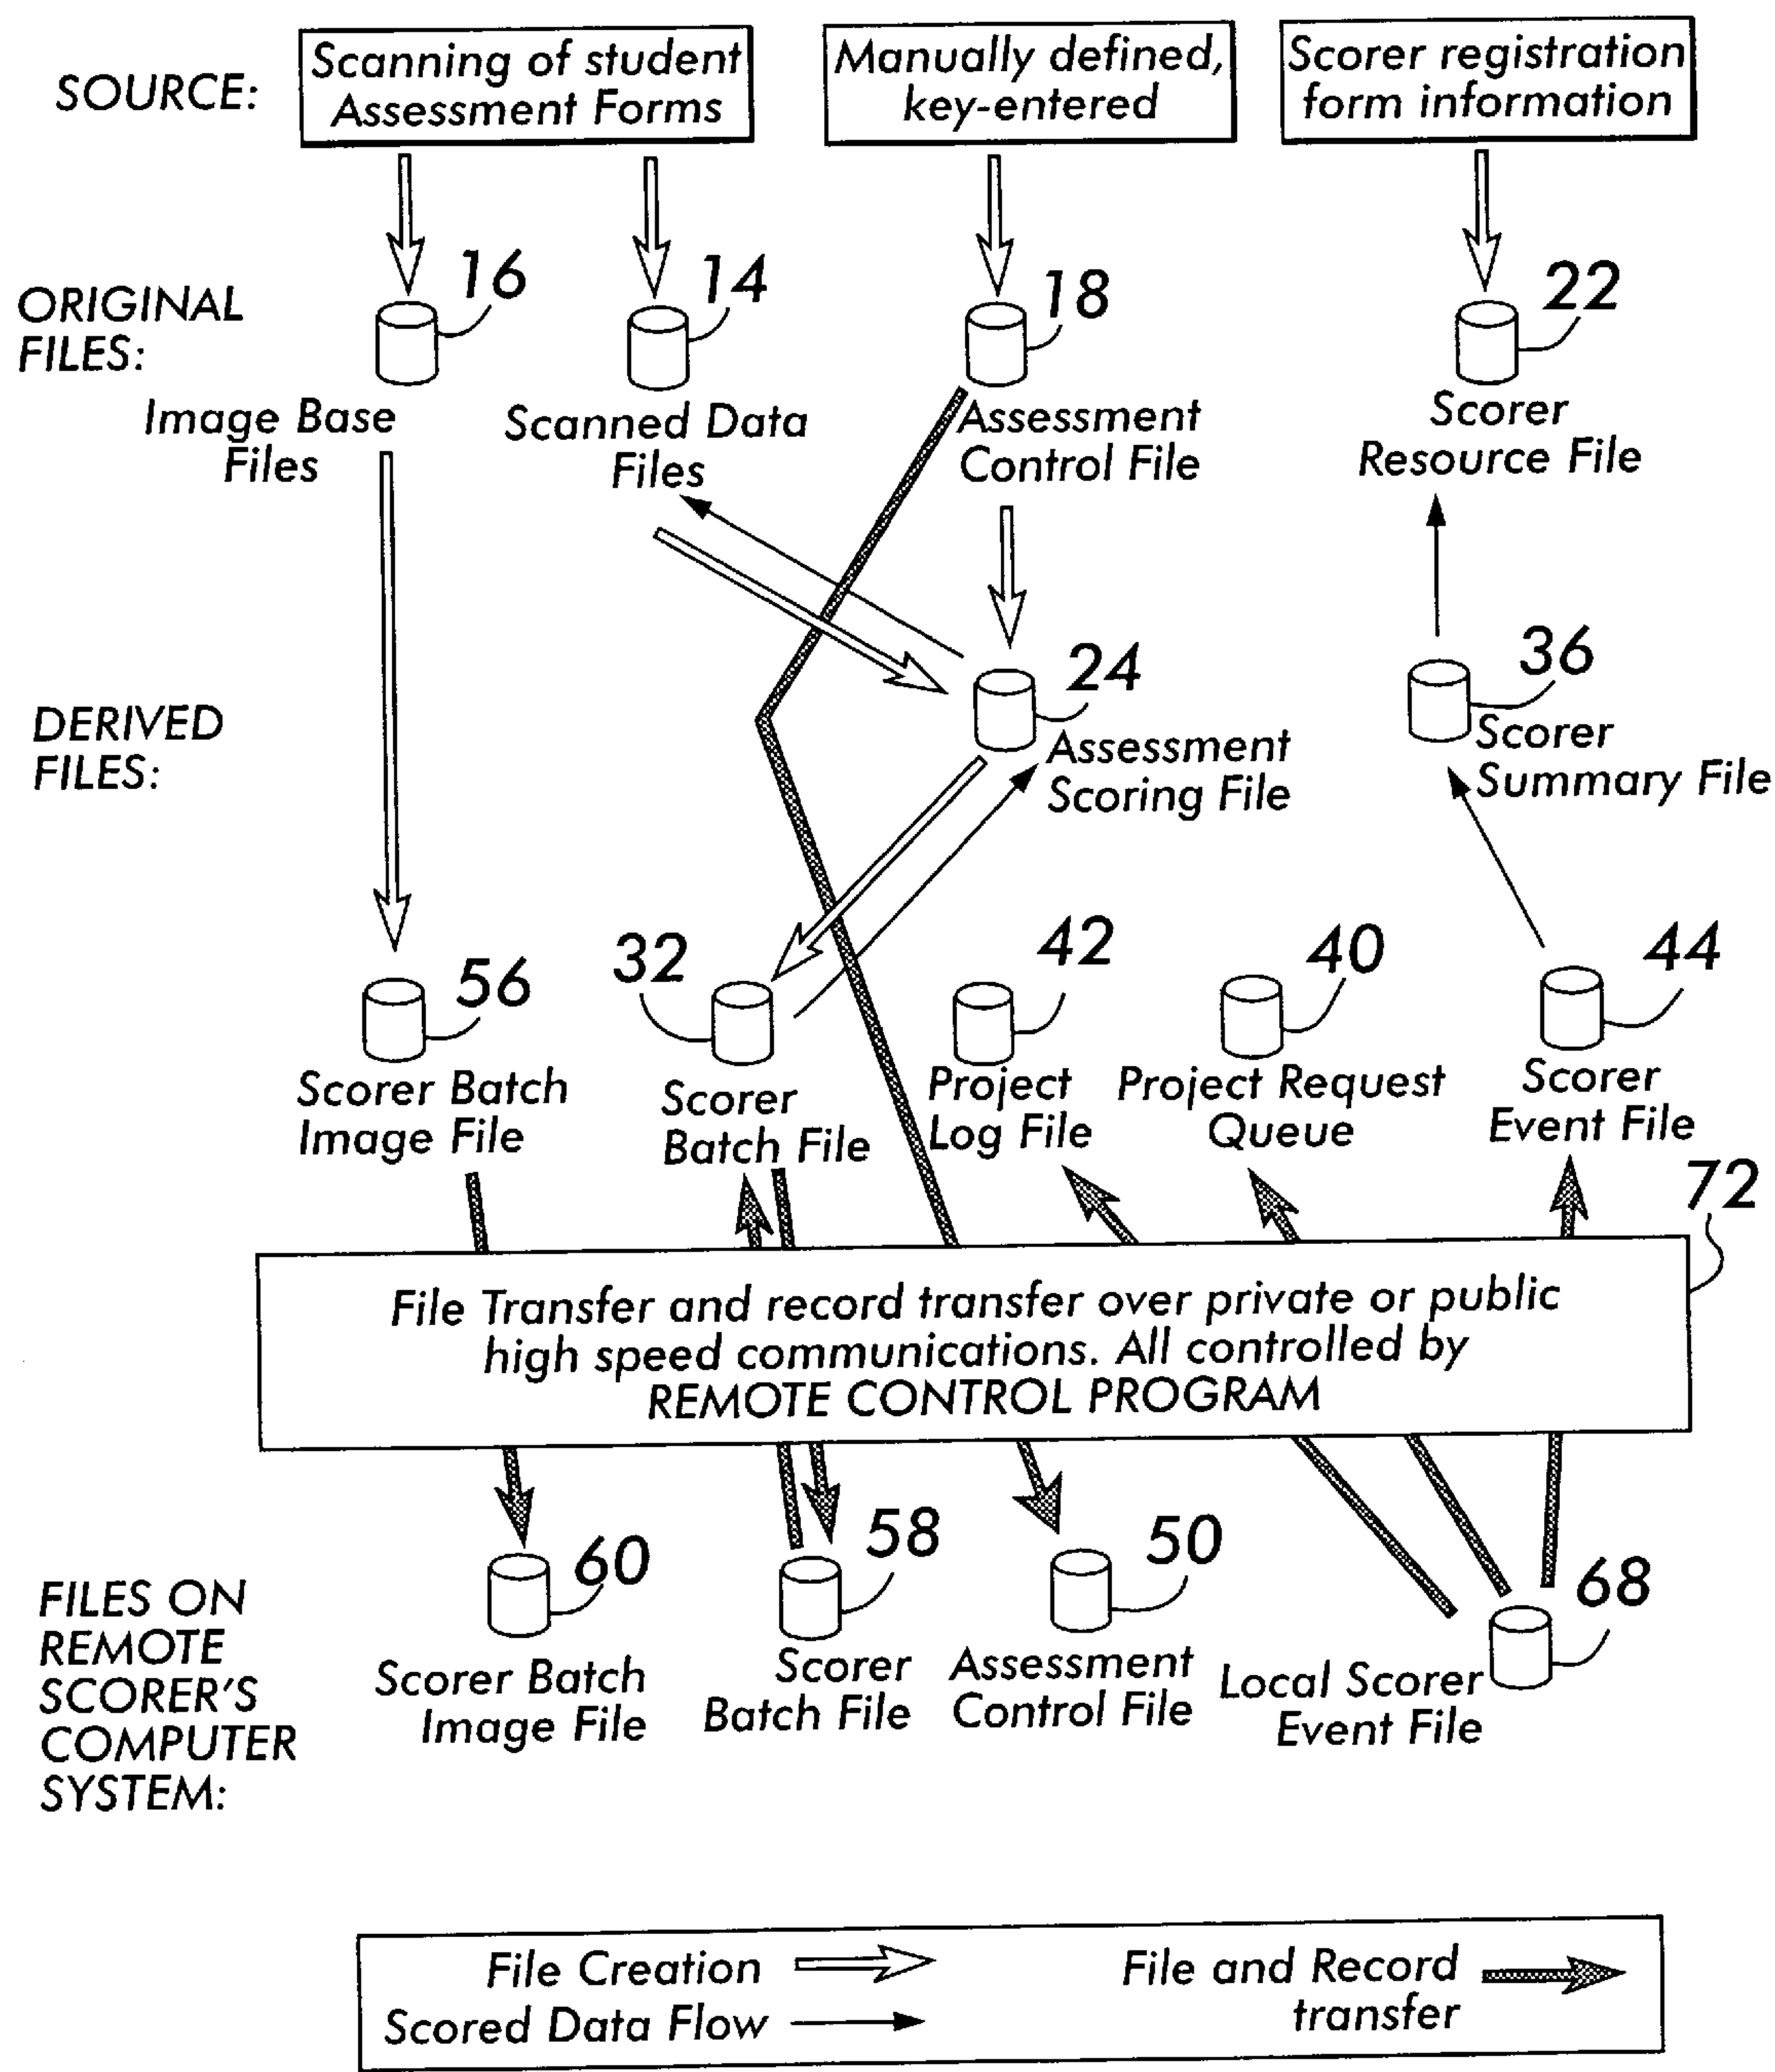 SOURCE:
Scanning of student
Assessment Forms
Manually defined,
key-entered
Scorer registration
form information
ORIGINAL
FILES:
16
14
18
22
Image Base
Files
Scanned Data
Files
Assessment
Control File
Scorer
Resource File
DERIVED
FILES:
24
Assessment
Scoring File
36
Scorer
Summary File
56
32
42
40
44
Scorer Batch
Image File
Scorer
Batch File
Project
Log File
Project Request
Queue
Scorer
Event File
72
File Transfer and record transfer over private or public
high speed communications. All controlled by
REMOTE CONTROL PROGRAM
FILES ON
REMOTE
SCORER'S
COMPUTER
SYSTEM:
60
58
50
68
Scorer Batch
Image File
Scorer
Batch File
Assessment
Control File
Local Scorer
Event File
File Creation
Scored Data Flow
File and Record
transfer